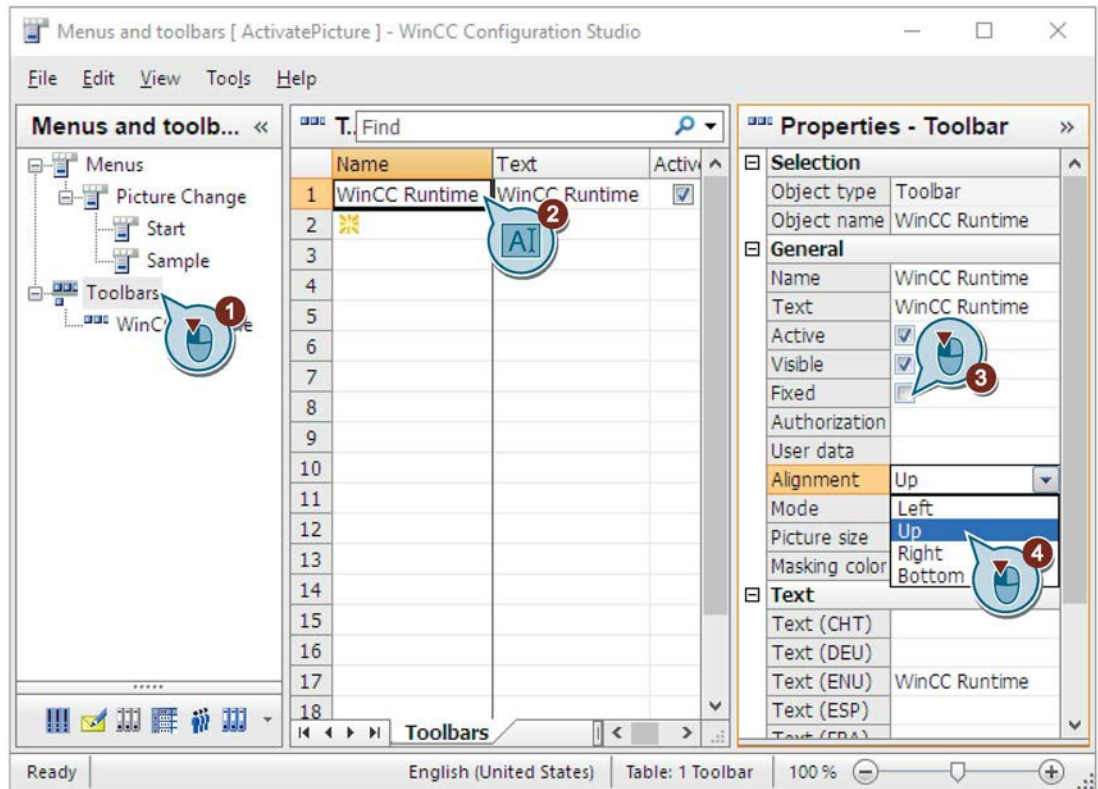 Menus and toolbars [ ActivatePicture ] - WinCC Configuration Studio
File Edit View Tools Help
Menus and toolb... «
Menus
Picture Change
Start
Sample
Toolbars
1
WinC e
T. Find
Name Text Activ
1 WinCC Runtime WinCC Runtime
2
2
AI
3
4
5
6
7
8
9
10
11
12
13
14
15
16
17
18
Toolbars
Properties - Toolbar »
Selection
Object type Toolbar
Object name WinCC Runtime
General
Name WinCC Runtime
Text WinCC Runtime
Active
Visible
3
Fixed
Authorization
User data
Alignment Up
Mode Left
Up
Picture size Right
4
Masking color Bottom
Text
Text (CHT)
Text (DEU)
Text (ENU) WinCC Runtime
Text (ESP)
Text (FRA)
Ready English (United States) Table: 1 Toolbar 100 %